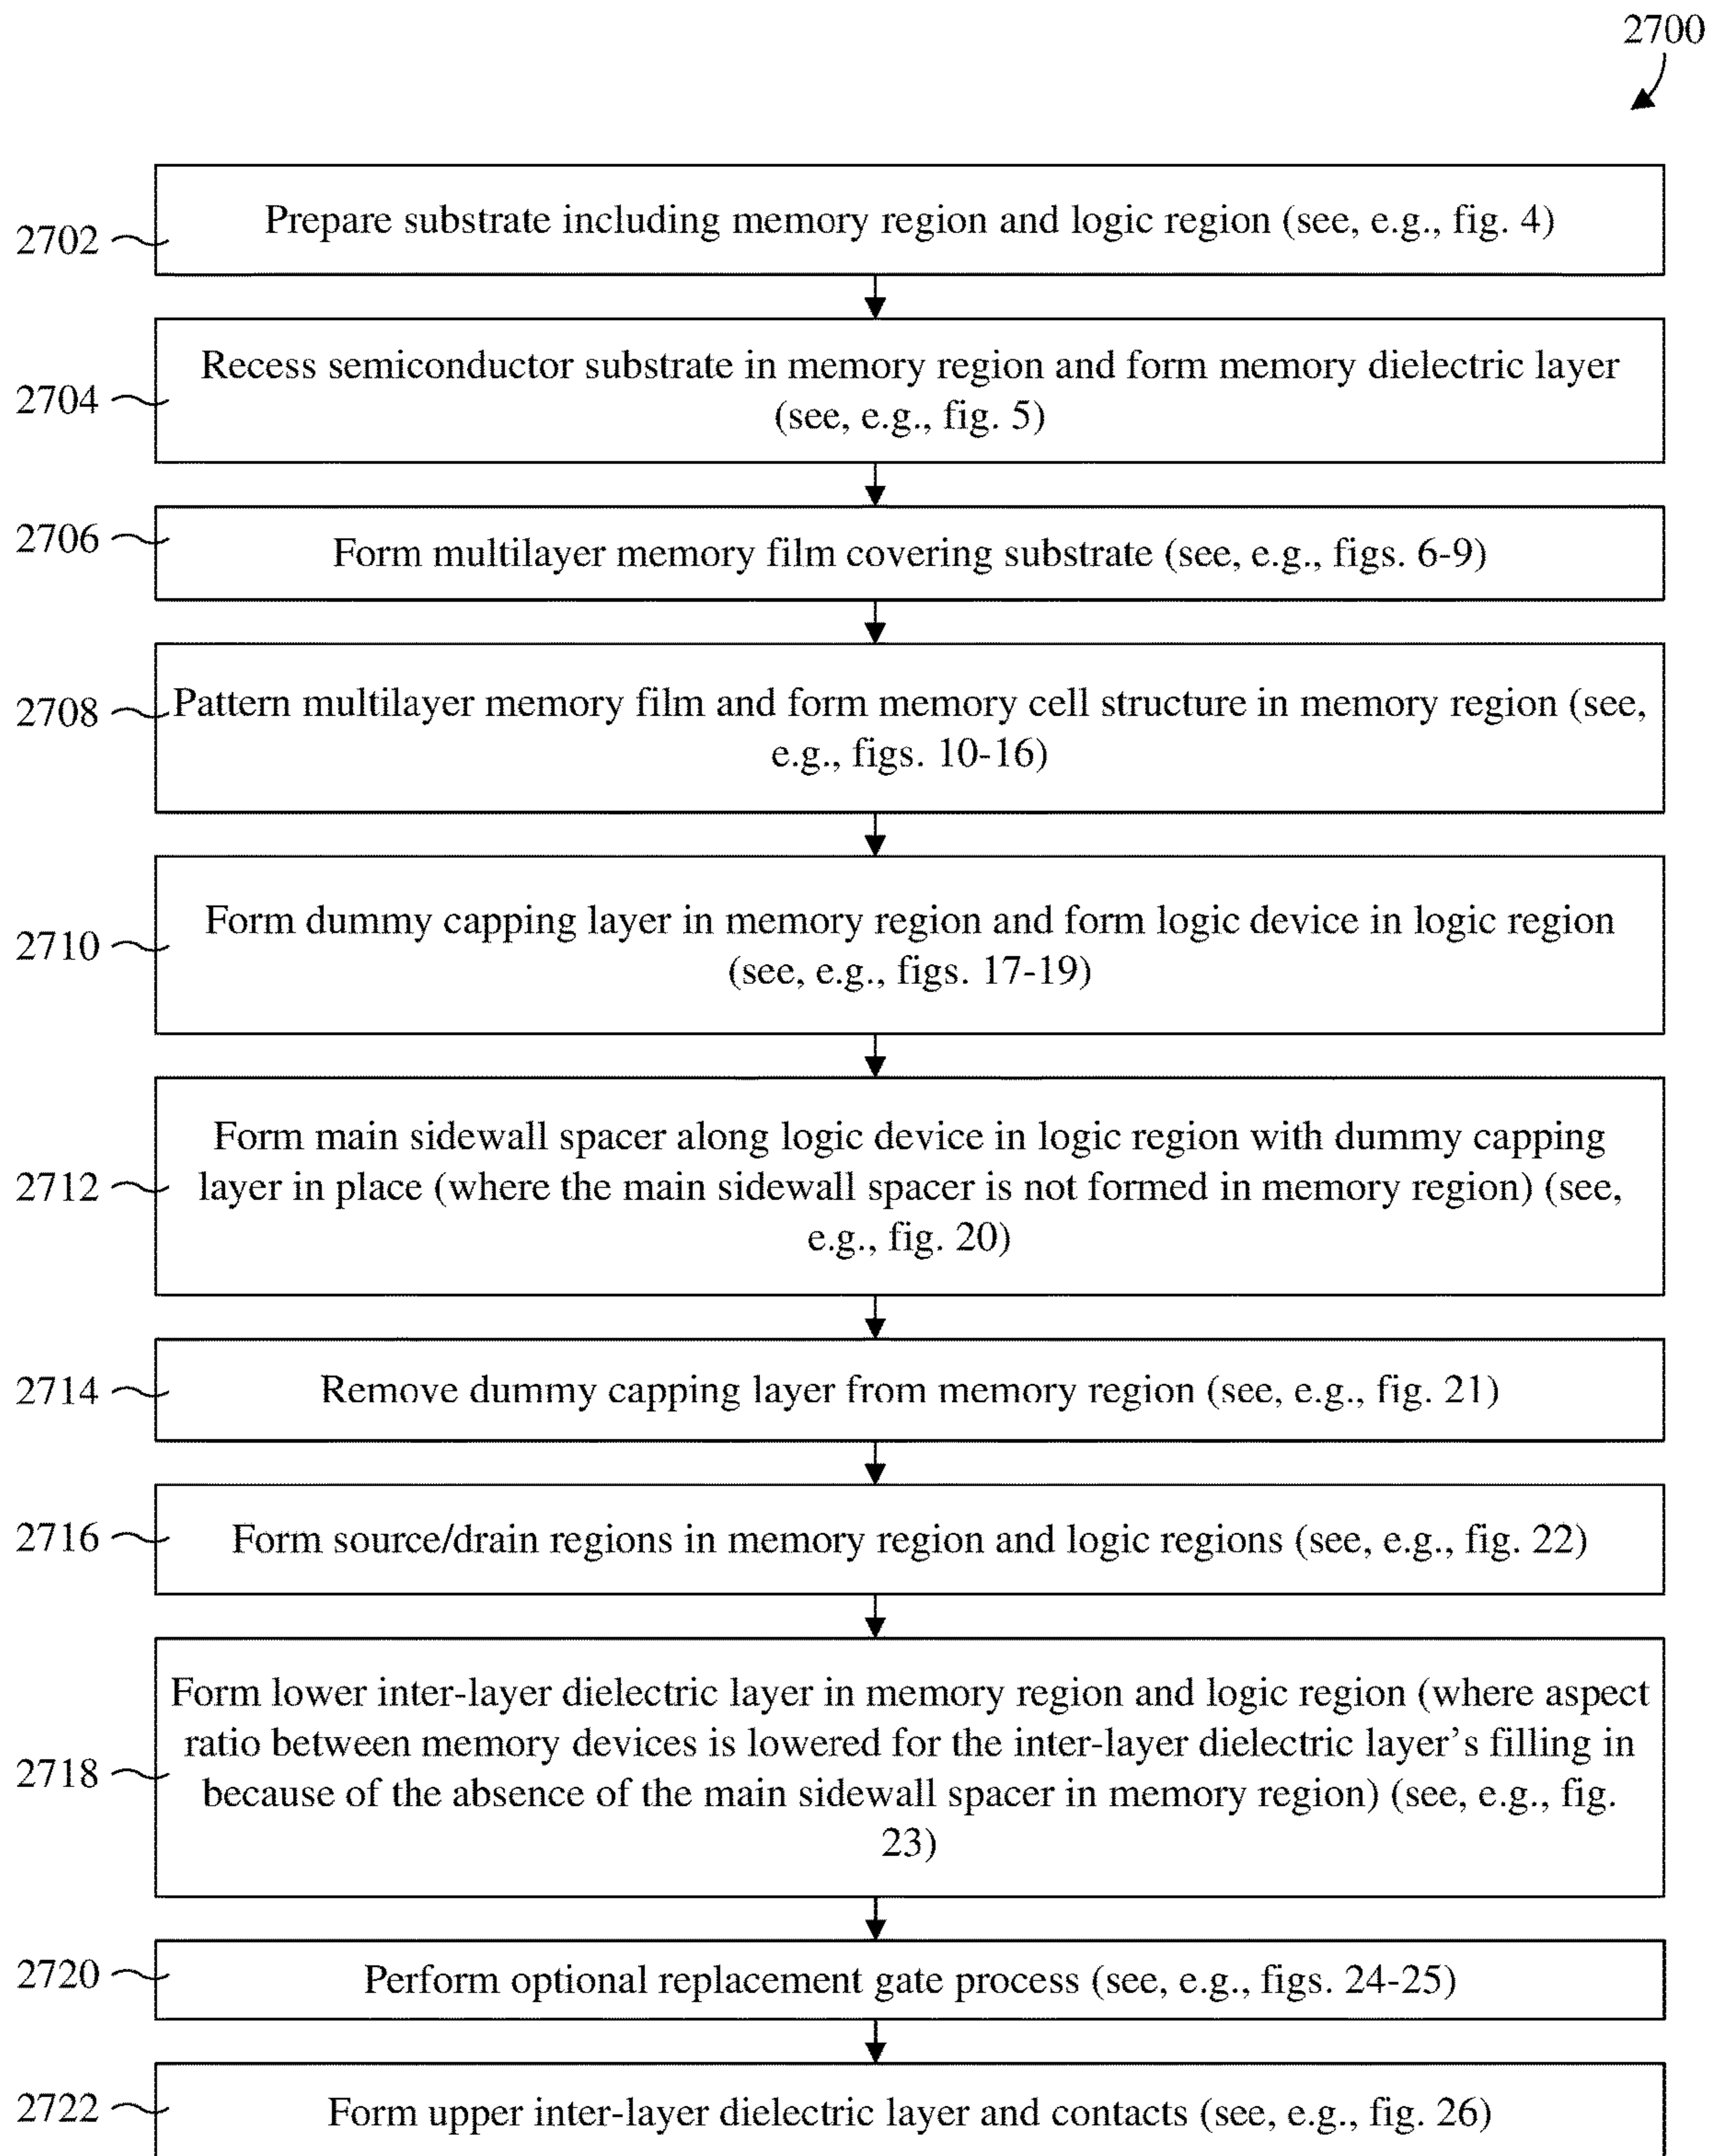 2700
2702
Prepare substrate including memory region and logic region (see, e.g., fig. 4)
2704
Recess semiconductor substrate in memory region and form memory dielectric layer
(see, e.g., fig. 5)
2706
Form multilayer memory film covering substrate (see, e.g., figs. 6-9)
2708
Pattern multilayer memory film and form memory cell structure in memory region (see,
e.g., figs. 10-16)
2710
Form dummy capping layer in memory region and form logic device in logic region
(see, e.g., figs. 17-19)
2712
Form main sidewall spacer along logic device in logic region with dummy capping
layer in place (where the main sidewall spacer is not formed in memory region) (see,
e.g., fig. 20)
2714
Remove dummy capping layer from memory region (see, e.g., fig. 21)
2716
Form source/drain regions in memory region and logic regions (see, e.g., fig. 22)
2718
Form lower inter-layer dielectric layer in memory region and logic region (where aspect
ratio between memory devices is lowered for the inter-layer dielectric layer's filling in
because of the absence of the main sidewall spacer in memory region) (see, e.g., fig.
23)
2720
Perform optional replacement gate process (see, e.g., figs. 24-25)
2722
Form upper inter-layer dielectric layer and contacts (see, e.g., fig. 26)